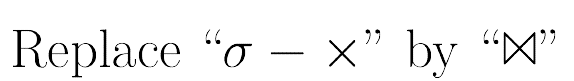 Replace “σ − ×” by “⋈”